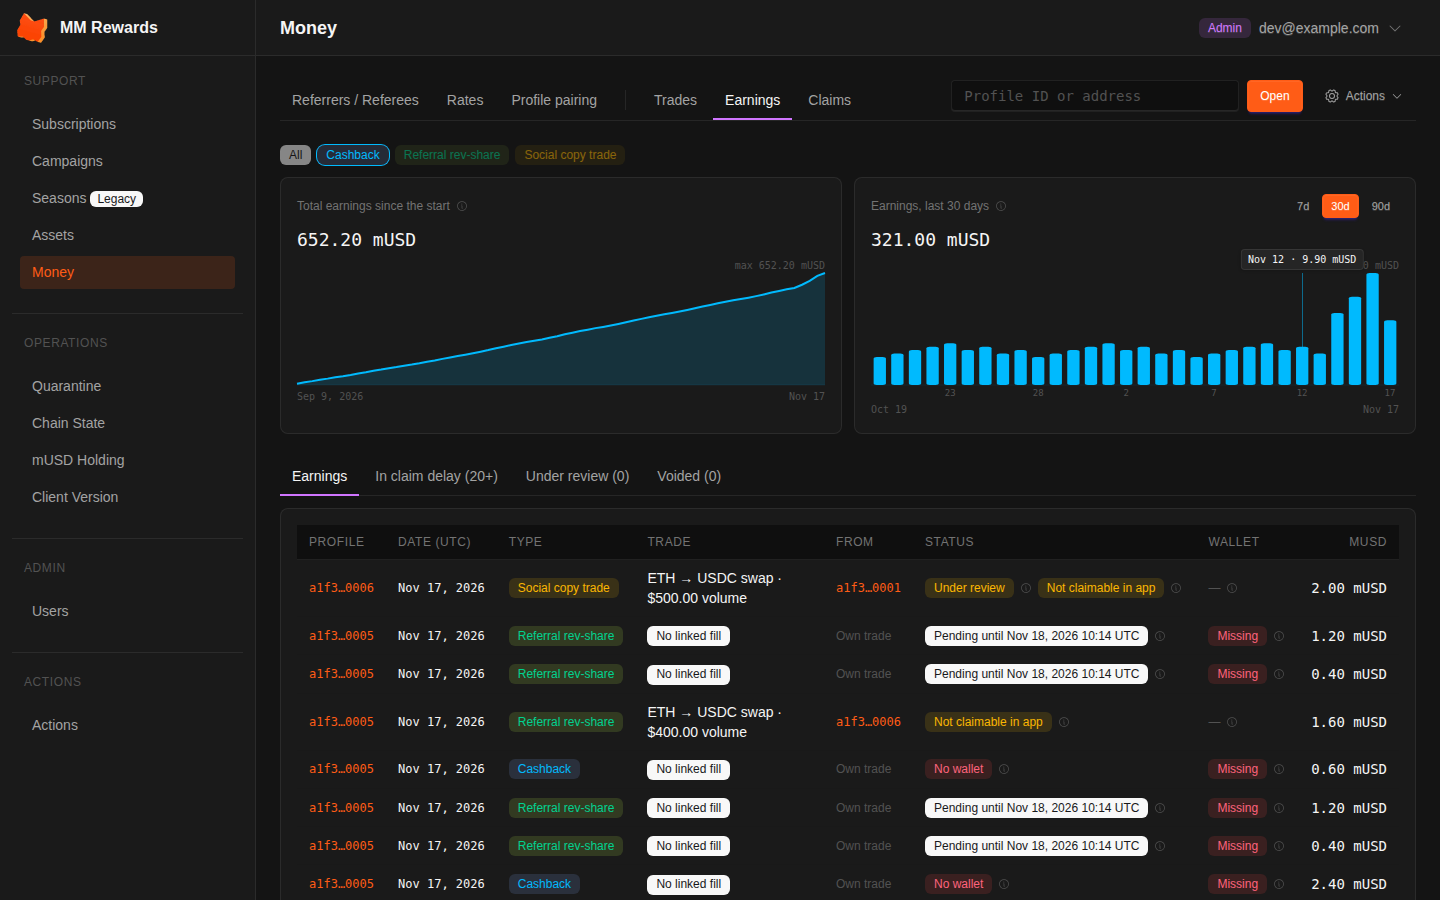 MM Rewards
Money
Admin dev@example.com
SUPPORT
Subscriptions
Campaigns
Seasons Legacy
Assets
Money
OPERATIONS
Quarantine
Chain State
mUSD Holding
Client Version
ADMIN
Users
ACTIONS
Actions
Referrers / Referees Rates Profile pairing Trades Earnings Claims Profile ID or address Open Actions
All Cashback Referral rev-share Social copy trade
Total earnings since the start
652.20 mUSD
max 652.20 mUSD
Sep 9, 2026 Nov 17
Earnings, last 30 days 7d 30d 90d
321.00 mUSD
Nov 12 · 9.90 mUSD mUSD
23 28 2 7 12 17
Oct 19 Nov 17
Earnings In claim delay (20+) Under review (0) Voided (0)
PROFILE DATE (UTC) TYPE TRADE FROM STATUS WALLET MUSD
a1f3…0006 Nov 17, 2026 Social copy trade ETH → USDC swap · $500.00 volume a1f3…0001 Under review Not claimable in app — 2.00 mUSD
a1f3…0005 Nov 17, 2026 Referral rev-share No linked fill Own trade Pending until Nov 18, 2026 10:14 UTC Missing 1.20 mUSD
a1f3…0005 Nov 17, 2026 Referral rev-share No linked fill Own trade Pending until Nov 18, 2026 10:14 UTC Missing 0.40 mUSD
a1f3…0005 Nov 17, 2026 Referral rev-share ETH → USDC swap · $400.00 volume a1f3…0006 Not claimable in app — 1.60 mUSD
a1f3…0005 Nov 17, 2026 Cashback No linked fill Own trade No wallet Missing 0.60 mUSD
a1f3…0005 Nov 17, 2026 Referral rev-share No linked fill Own trade Pending until Nov 18, 2026 10:14 UTC Missing 1.20 mUSD
a1f3…0005 Nov 17, 2026 Referral rev-share No linked fill Own trade Pending until Nov 18, 2026 10:14 UTC Missing 0.40 mUSD
a1f3…0005 Nov 17, 2026 Cashback No linked fill Own trade No wallet Missing 2.40 mUSD